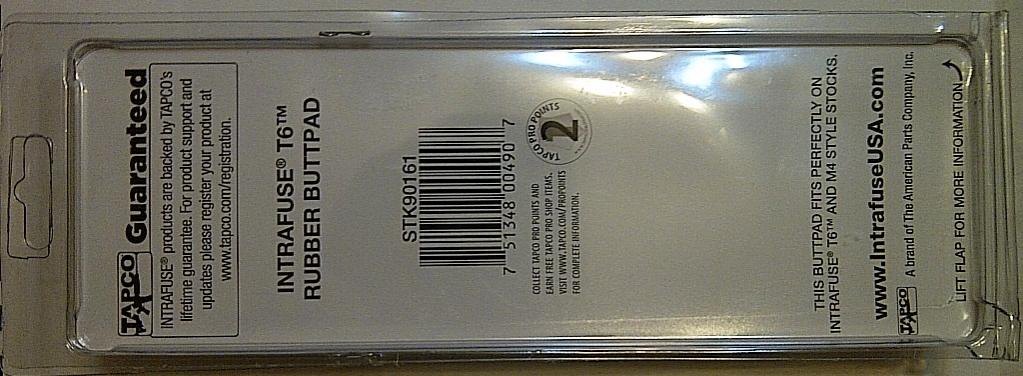 TAPCO Guaranteed
INTRAFUSE® products are backed by TAPCO's
lifetime guarantee. For product support and
updates please register your product at
www.tapco.com/registration.
INTRAFUSE® T6™
RUBBER BUTTPAD
STK90161
7 51348 00490 7
COLLECT TAPCO PRO POINTS AND
EARN FREE TAPCO PRO SHOP ITEMS.
VISIT WWW.TAPCO.COM/PROPOINTS
FOR COMPLETE INFORMATION.
TAPCO PRO POINTS
2
THIS BUTTPAD FITS PERFECTLY ON
INTRAFUSE® T6™ AND M4 STYLE STOCKS.
www.IntrafuseUSA.com
TAPCO A brand of The American Parts Company, Inc.
LIFT FLAP FOR MORE INFORMATION